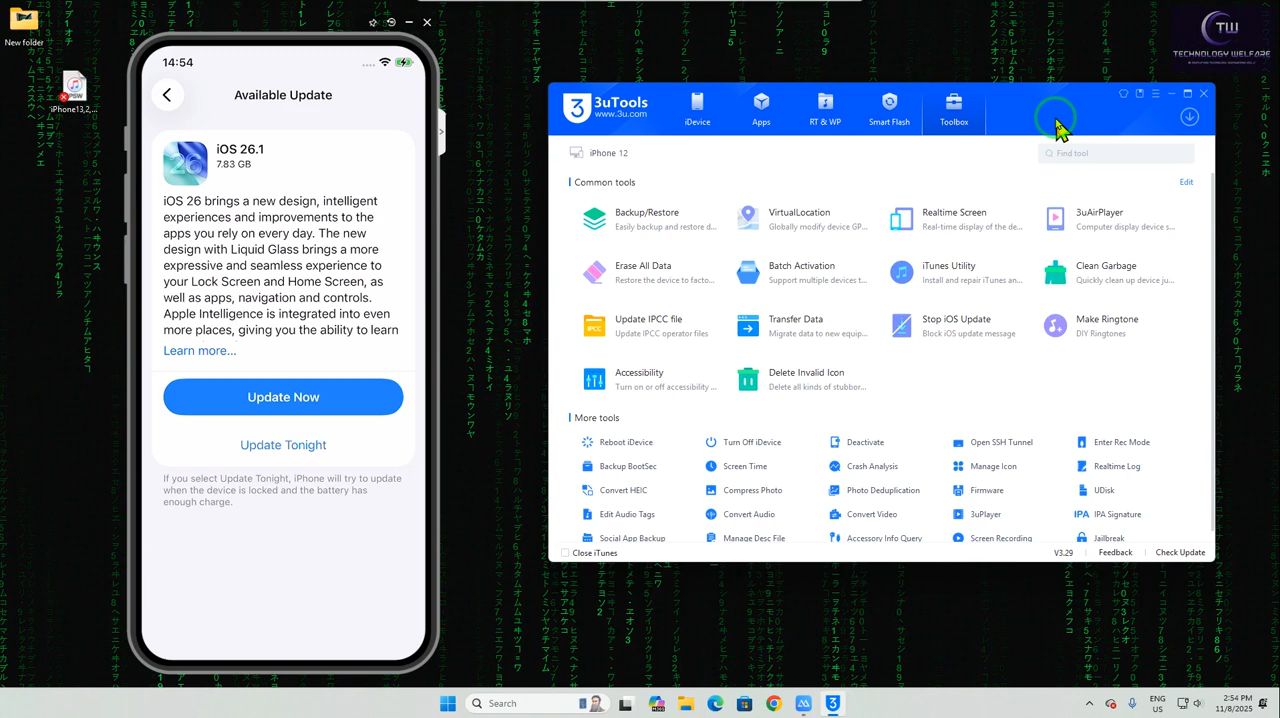 New folder
iPhone13,2,...
TW
TECHNOLOGY WELFARE
14:54
Available Update
iOS 26.1
7.83 GB
iOS 26 brings a new design, intelligent
experiences and improvements to the
apps you rely on every day. The new
design with Liquid Glass brings a more
expressive and seamless experience to
your Lock Screen and Home Screen, as
well as apps, navigation and controls.
Apple Intelligence is integrated into even
more places, giving you the ability to learn
Learn more...
Update Now
Update Tonight
If you select Update Tonight, iPhone will try to update
when the device is locked and the battery has
enough charge.
3uTools
www.3u.com
iDevice
Apps
RT & WP
Smart Flash
Toolbox
iPhone 12
Find tool
Common tools
Edit
Backup/Restore
Easily backup and restore d...
VirtualLocation
Globally modify device GP...
Realtime Screen
Real-time display of the de...
3uAirPlayer
Computer display device s...
Erase All Data
Restore the device to facto...
Batch Activation
Support multiple devices t...
iTunes Utility
Install and repair iTunes an...
Clean Garbage
Quickly clean up device ju...
Update IPCC file
Update IPCC operator files
Transfer Data
Migrate data to new equip...
Stop iOS Update
Block iOS update message
Make Ringtone
DIY Ringtones
Accessibility
Turn on or off accessibility ...
Delete Invalid Icon
Delete all kinds of stubbor...
More tools
Reboot iDevice
Turn Off iDevice
Deactivate
Open SSH Tunnel
Enter Rec Mode
Backup BootSec
Screen Time
Crash Analysis
Manage Icon
Realtime Log
Convert HEIC
Compress Photo
Photo Deduplication
Firmware
UDisk
Edit Audio Tags
Convert Audio
Convert Video
3uPlayer
IPA IPA Signature
Social App Backup
Manage Desc File
Accessory Info Query
Screen Recording
Jailbreak
Close iTunes
V3.29
Feedback
Check Update
Search
ENG
US
2:54 PM
11/8/2025